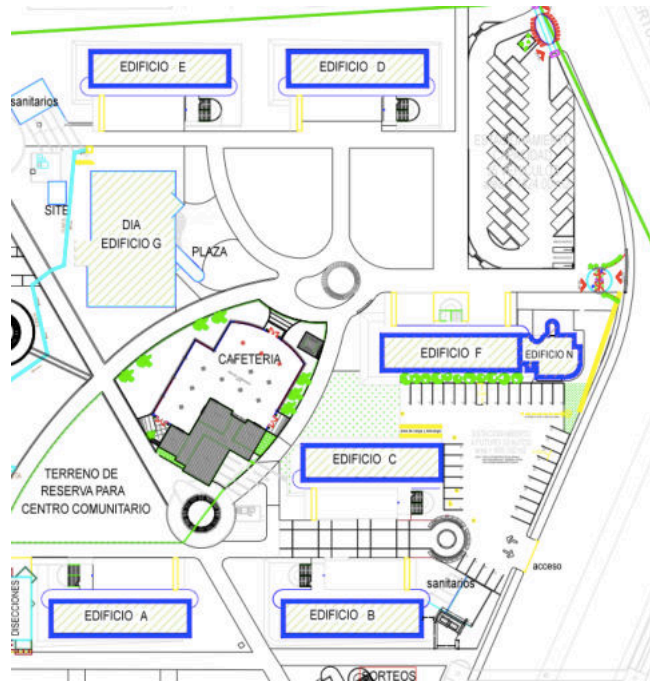 EDIFICIO E
EDIFICIO D
sanitarios
SITE
DIA
EDIFICIO G
PLAZA
CAFETERIA
EDIFICIO F
EDIFICIO N
EDIFICIO C
TERRENO DE
RESERVA PARA
CENTRO COMUNITARIO
acceso
DISECCIONES
EDIFICIO A
EDIFICIO B
sanitarios